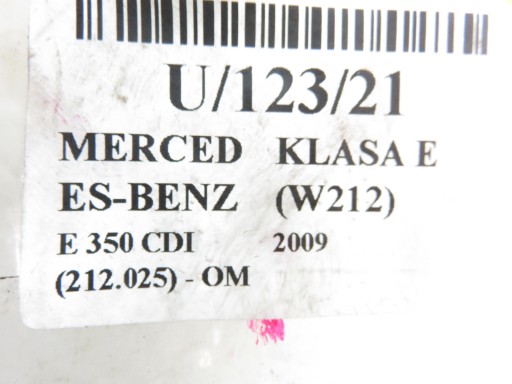 U/123/21
MERCED KLASA E
ES-BENZ (W212)
E 350 CDI 2009
(212.025) - OM